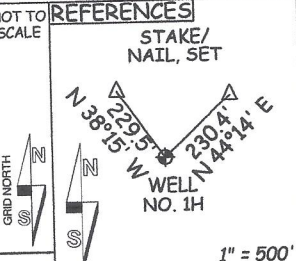 NOT TO
SCALE
REFERENCES
STAKE/
NAIL, SET
229.5'
N 38°15' W
230.4'
N 44°14' E
WELL
NO. 1H
GRID NORTH
N
S
N
S
1" = 500'